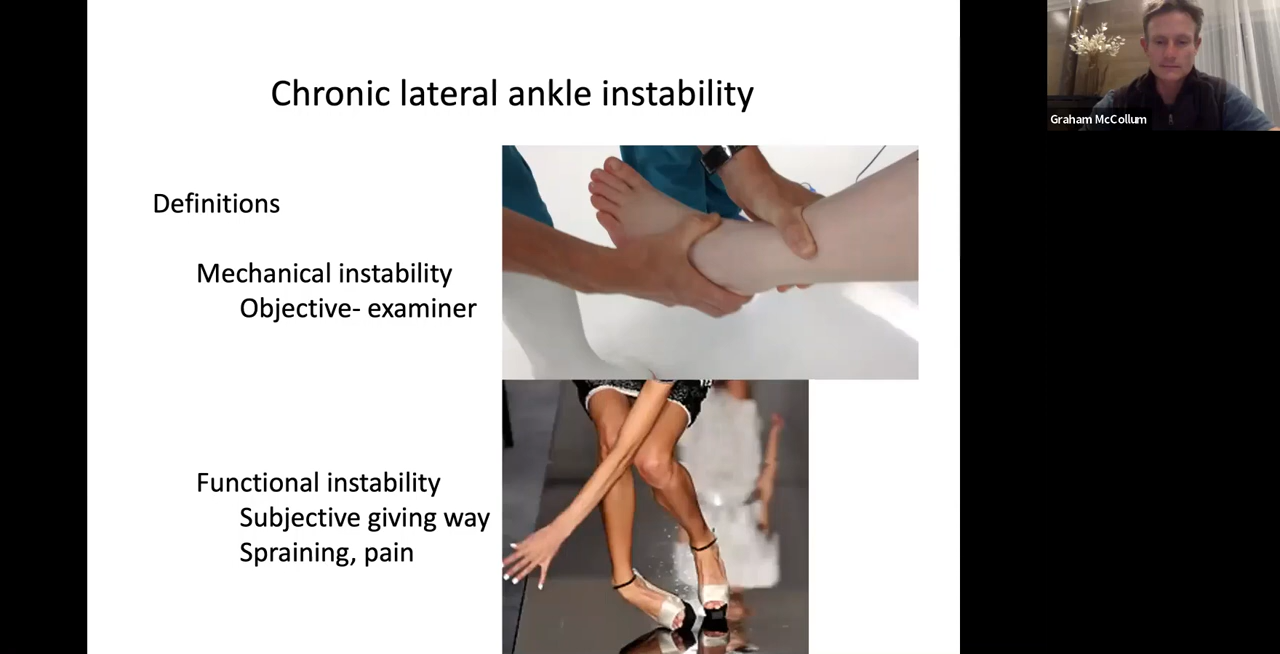 Chronic lateral ankle instability
Graham McCollum
Definitions
Mechanical instability
Objective- examiner
Functional instability
Subjective giving way
Spraining, pain